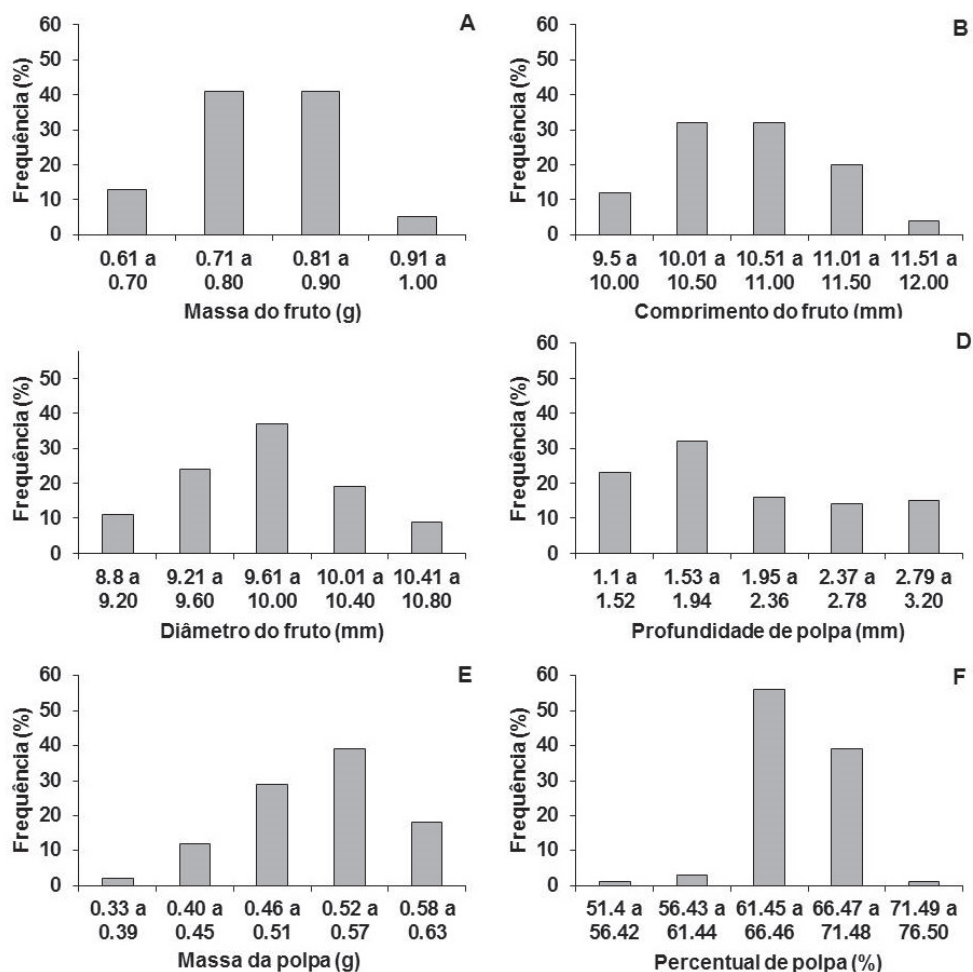 A
Frequência (%)
60
50
40
30
20
10
0
0.61 a 0.71 a 0.81 a 0.91 a
0.70 0.80 0.90 1.00
Massa do fruto (g)
B
Frequência (%)
60
50
40
30
20
10
0
9.5 a 10.01 a 10.51 a 11.01 a 11.51 a
10.00 10.50 11.00 11.50 12.00
Comprimento do fruto (mm)
Frequência (%)
50
40
30
20
10
0
8.8 a 9.21 a 9.61 a 10.01 a 10.41 a
9.20 9.60 10.00 10.40 10.80
Diâmetro do fruto (mm)
D
Frequência (%)
60
50
40
30
20
10
0
1.1 a 1.53 a 1.95 a 2.37 a 2.79 a
1.52 1.94 2.36 2.78 3.20
Profundidade de polpa (mm)
E
Frequência (%)
60
50
40
30
20
10
0
0.33 a 0.40 a 0.46 a 0.52 a 0.58 a
0.39 0.45 0.51 0.57 0.63
Massa da polpa (g)
F
Frequência (%)
60
50
40
30
20
10
0
51.4 a 56.43 a 61.45 a 66.47 a 71.49 a
56.42 61.44 66.46 71.48 76.50
Percentual de polpa (%)